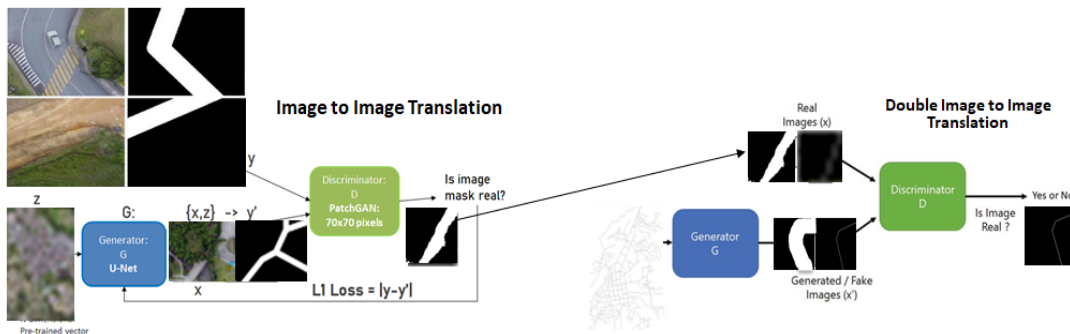 Image to Image Translation
y
Discriminator:
D
PatchGAN:
70x70 pixels
Is image
mask real?
z
G:
{x,z} -> y'
Generator:
G
U-Net
x
L1 Loss = |y-y'|
Pre-trained vector
Double Image to Image
Translation
Real
Images (x)
Discriminator
D
Yes or No
Is Image
Real ?
Generator
G
Generated / Fake
Images (x')